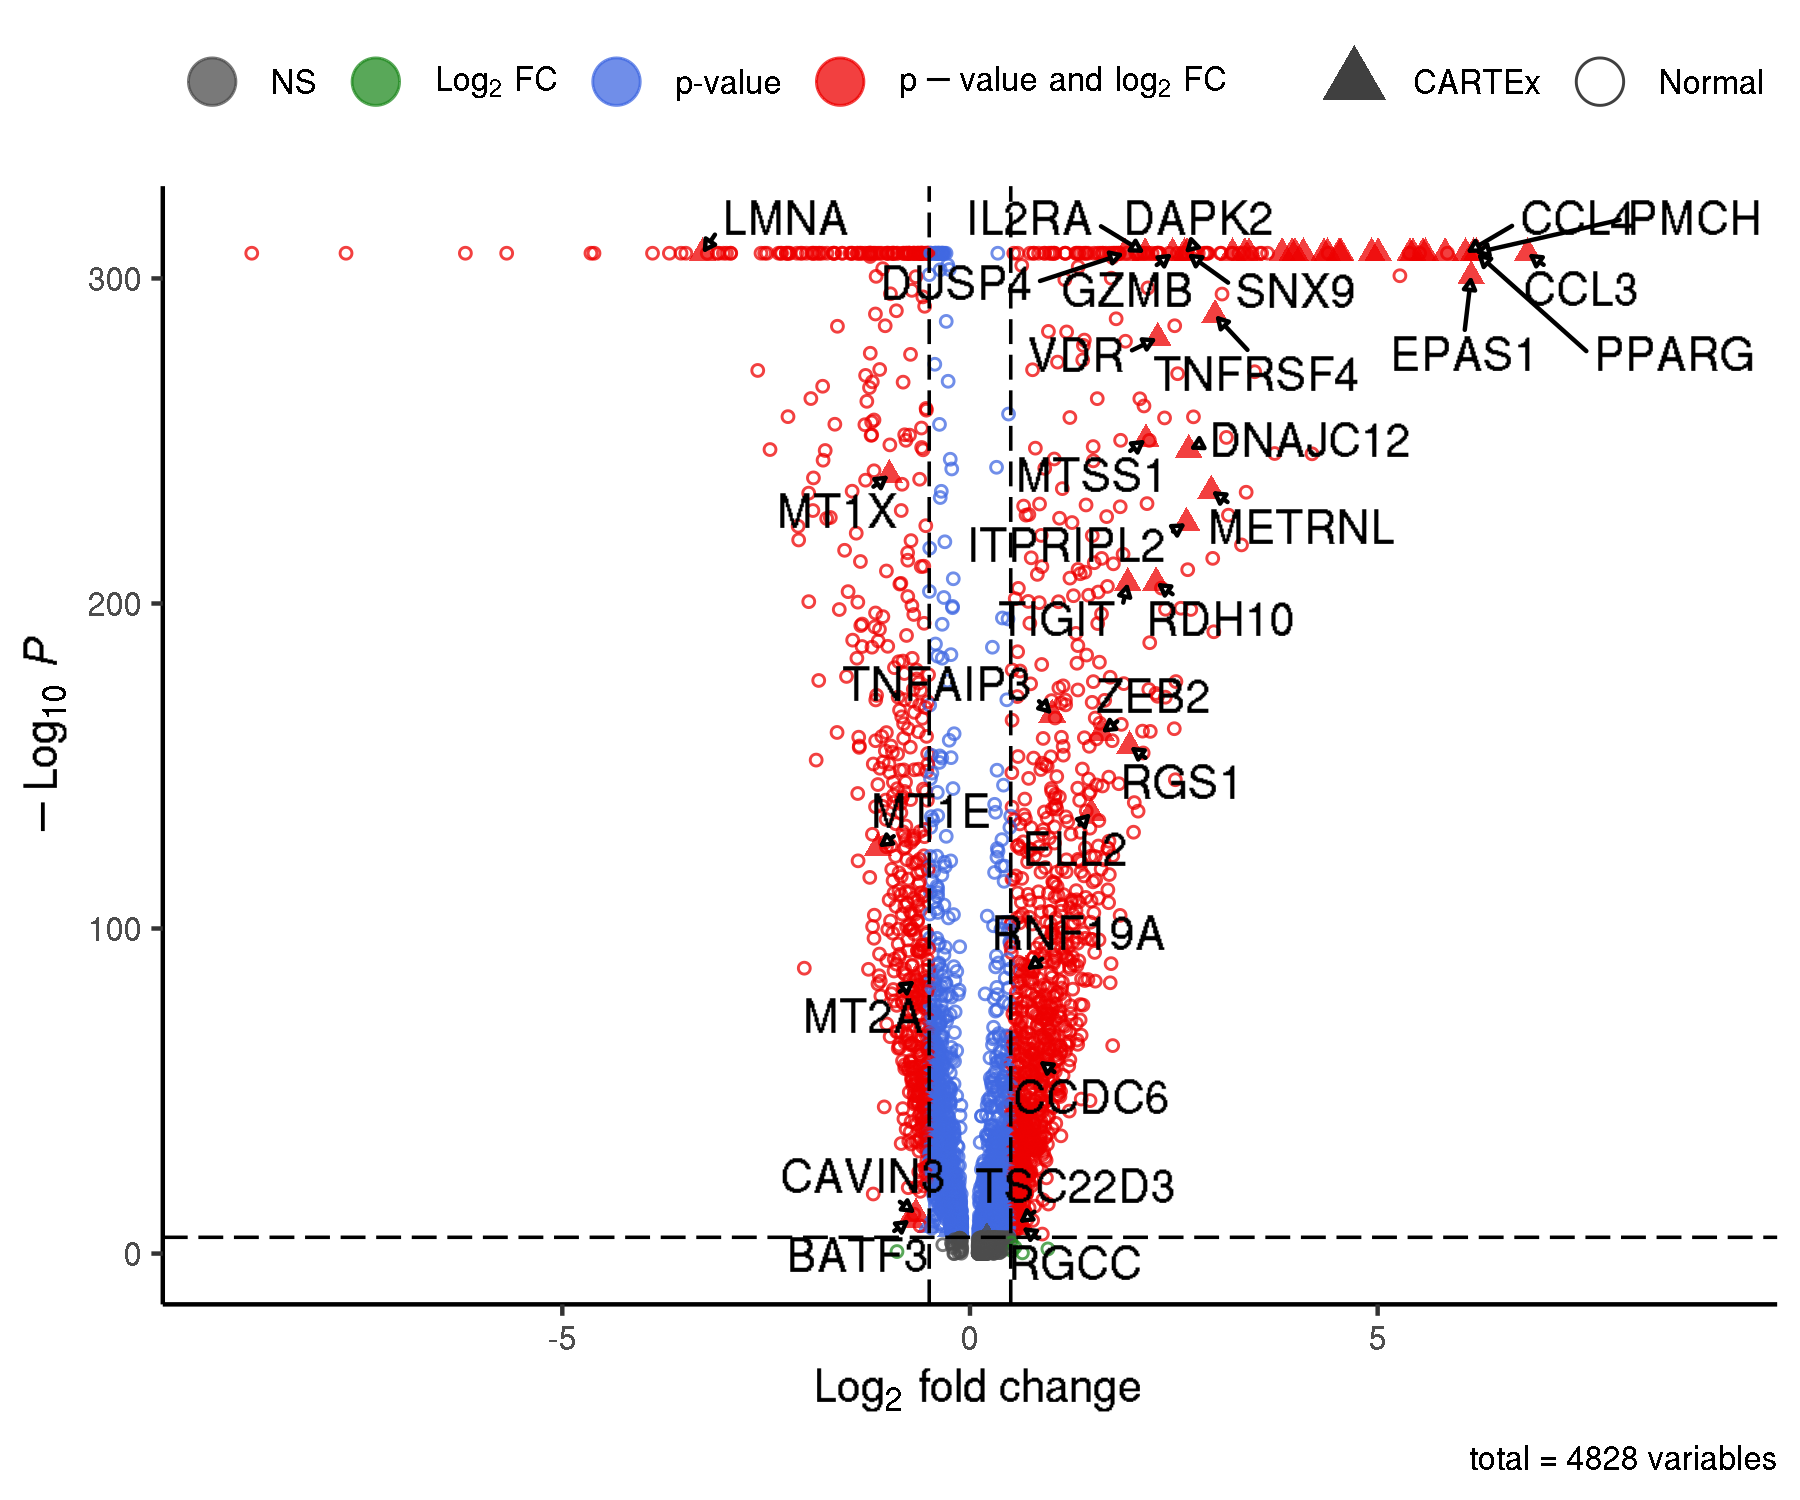 NS Log2 FC p-value p − value and log2 FC CARTEx Normal
LMNA IL2RA DAPK2 CCL4 PMCH
DUSP4 GZMB SNX9 CCL3
VDR TNFRSF4 EPAS1 PPARG
MTSS1 DNAJC12
MT1X METRNL
ITPRIPL2
TIGIT RDH10
TNFAIP3 ZEB2
RGS1
MT1E ELL2
RNF19A
MT2A
CCDC6
CAVIN3 TSC22D3
BATF3 RGCC
300
200
100
0
− Log10 P
-5 0 5
Log2 fold change
total = 4828 variables